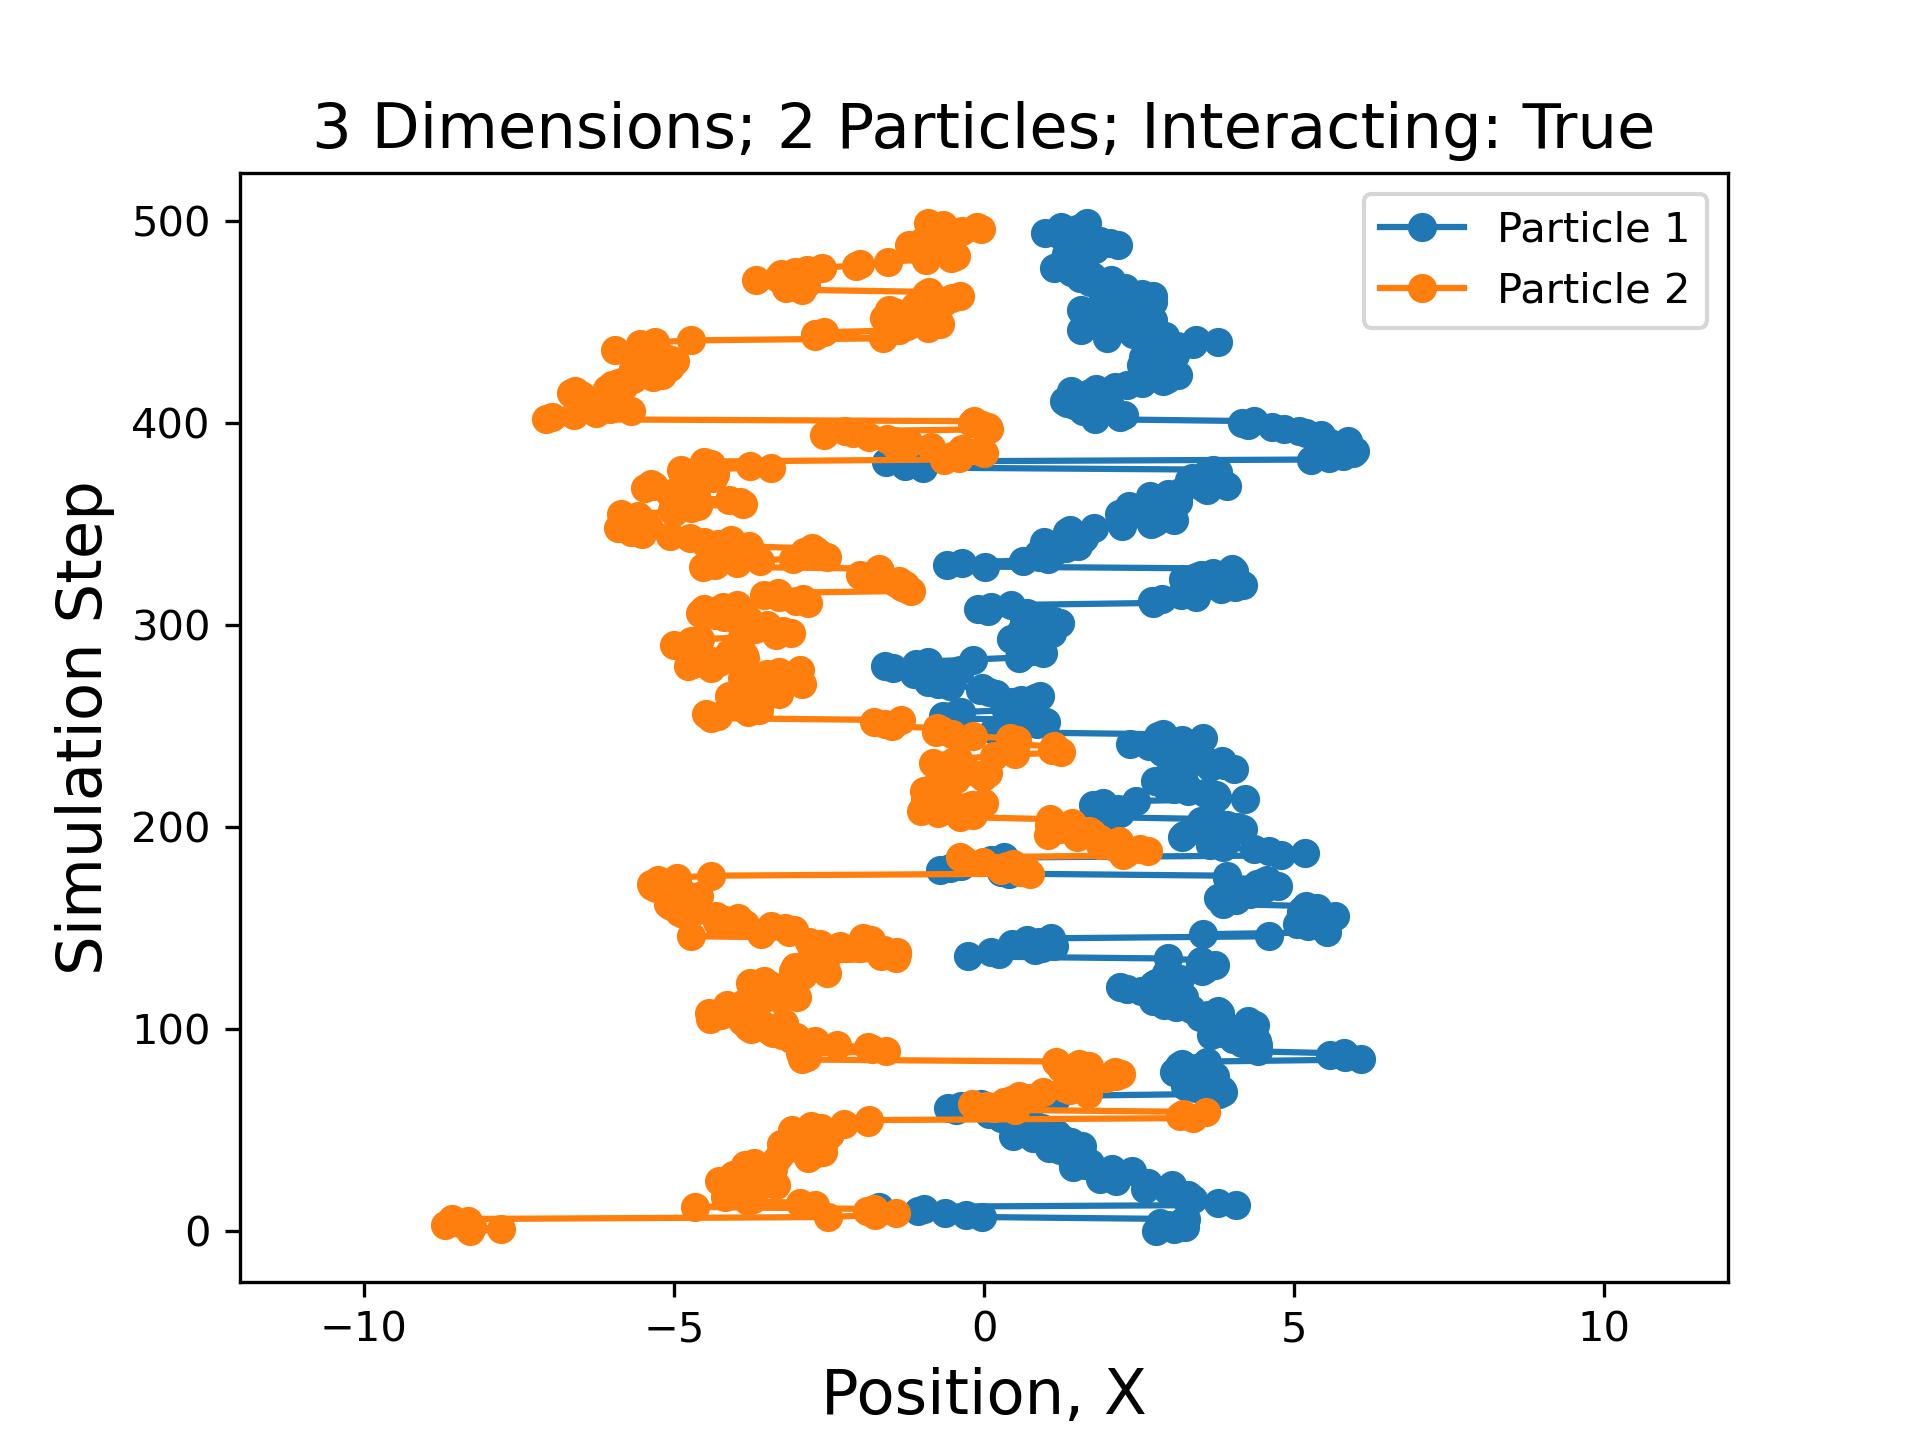 3 Dimensions; 2 Particles; Interacting: True
Particle 1
Particle 2
500
400
300
200
100
0
Simulation Step
−10
−5
0
5
10
Position, X